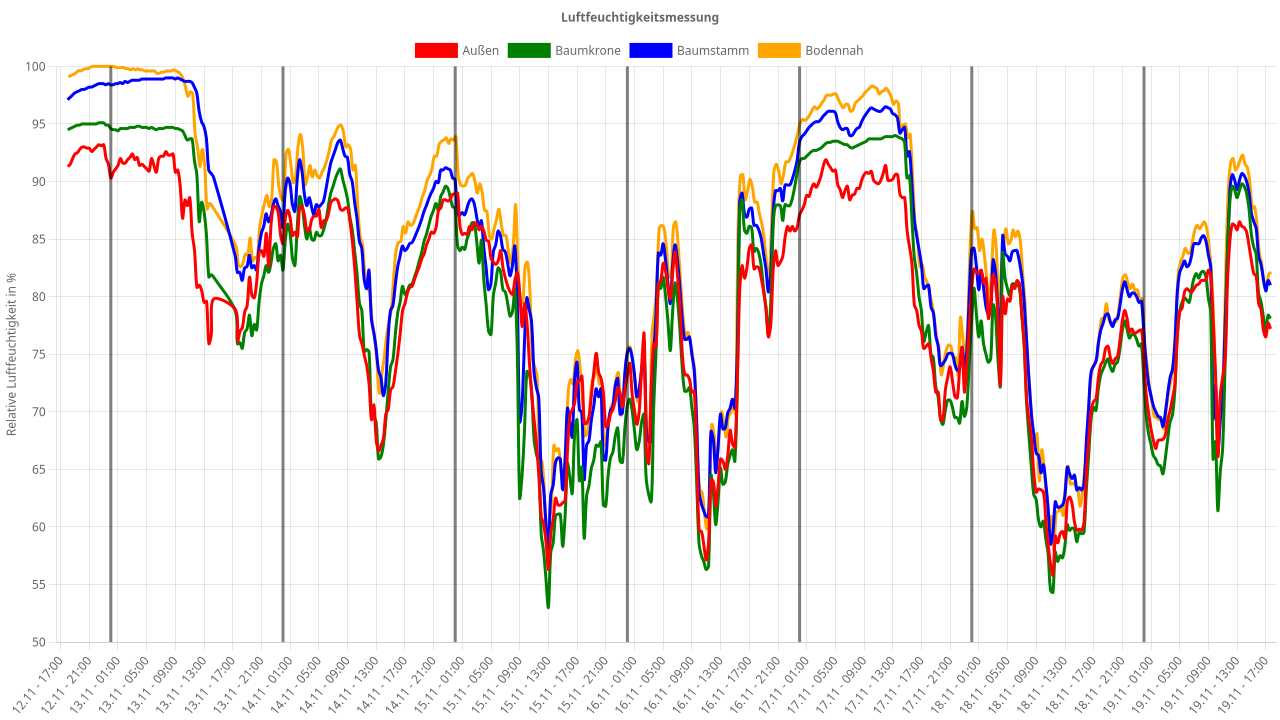 Luftfeuchtigkeitsmessung
Außen Baumkrone Baumstamm Bodennah
Relative Luftfeuchtigkeit in %
100
95
90
85
80
75
70
65
60
55
50
12.11 - 17:00
12.11 - 21:00
13.11 - 01:00
13.11 - 05:00
13.11 - 09:00
13.11 - 13:00
13.11 - 17:00
13.11 - 21:00
14.11 - 01:00
14.11 - 05:00
14.11 - 09:00
14.11 - 13:00
14.11 - 17:00
14.11 - 21:00
15.11 - 01:00
15.11 - 05:00
15.11 - 09:00
15.11 - 13:00
15.11 - 17:00
15.11 - 21:00
16.11 - 01:00
16.11 - 05:00
16.11 - 09:00
16.11 - 13:00
16.11 - 17:00
16.11 - 21:00
17.11 - 01:00
17.11 - 05:00
17.11 - 09:00
17.11 - 13:00
17.11 - 17:00
17.11 - 21:00
18.11 - 01:00
18.11 - 05:00
18.11 - 09:00
18.11 - 13:00
18.11 - 17:00
18.11 - 21:00
19.11 - 01:00
19.11 - 05:00
19.11 - 09:00
19.11 - 13:00
19.11 - 17:00